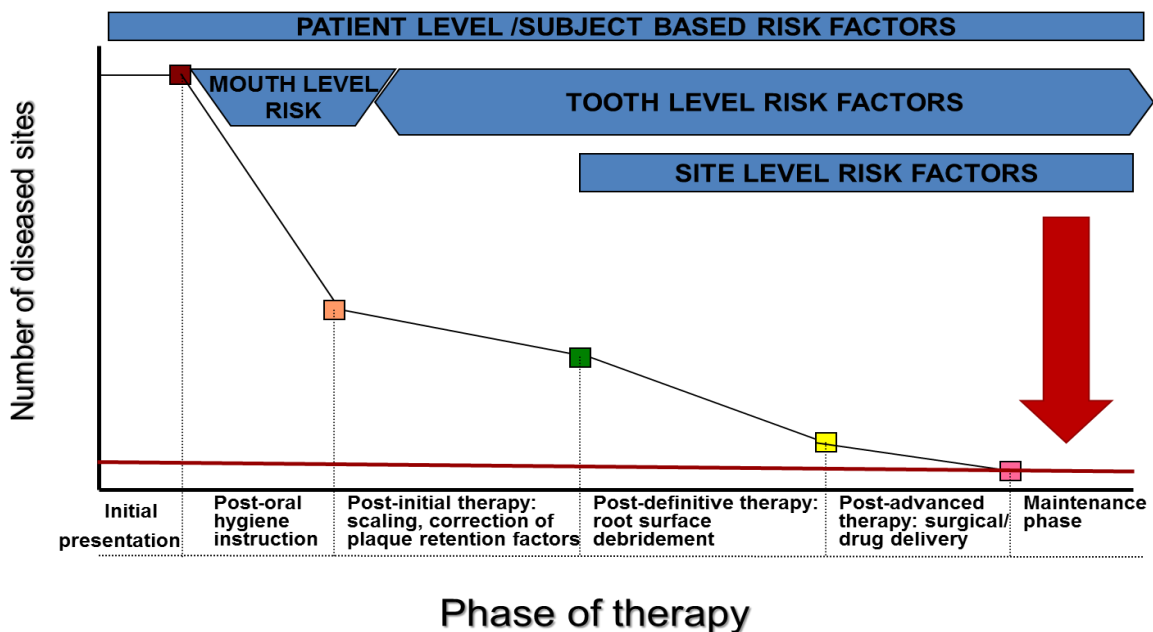 PATIENT LEVEL /SUBJECT BASED RISK FACTORS
MOUTH LEVEL
RISK
TOOTH LEVEL RISK FACTORS
SITE LEVEL RISK FACTORS
Number of diseased sites
Initial
presentation
Post-oral
hygiene
instruction
Post-initial therapy:
scaling, correction of
plaque retention factors
Post-definitive therapy:
root surface
debridement
Post-advanced
therapy: surgical/
drug delivery
Maintenance
phase
Phase of therapy